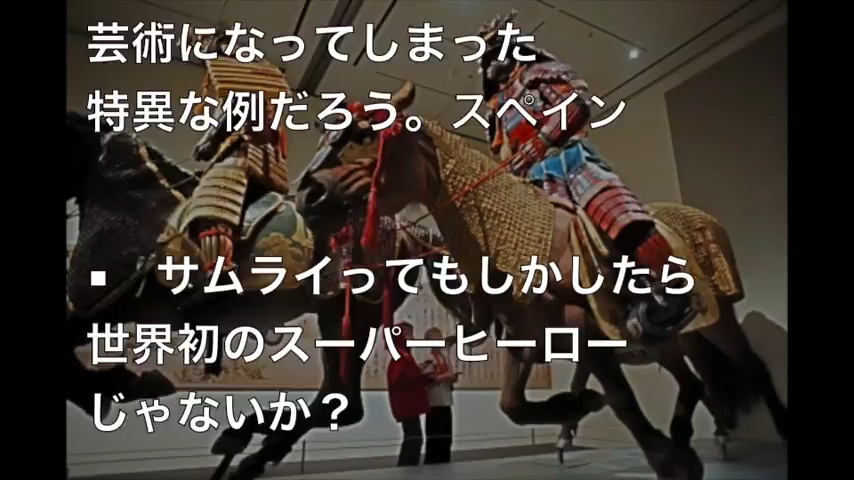 芸術になってしまった
特異な例だろう。スペイン
▪ サムライってもしかしたら
世界初のスーパーヒーロー
じゃないか？